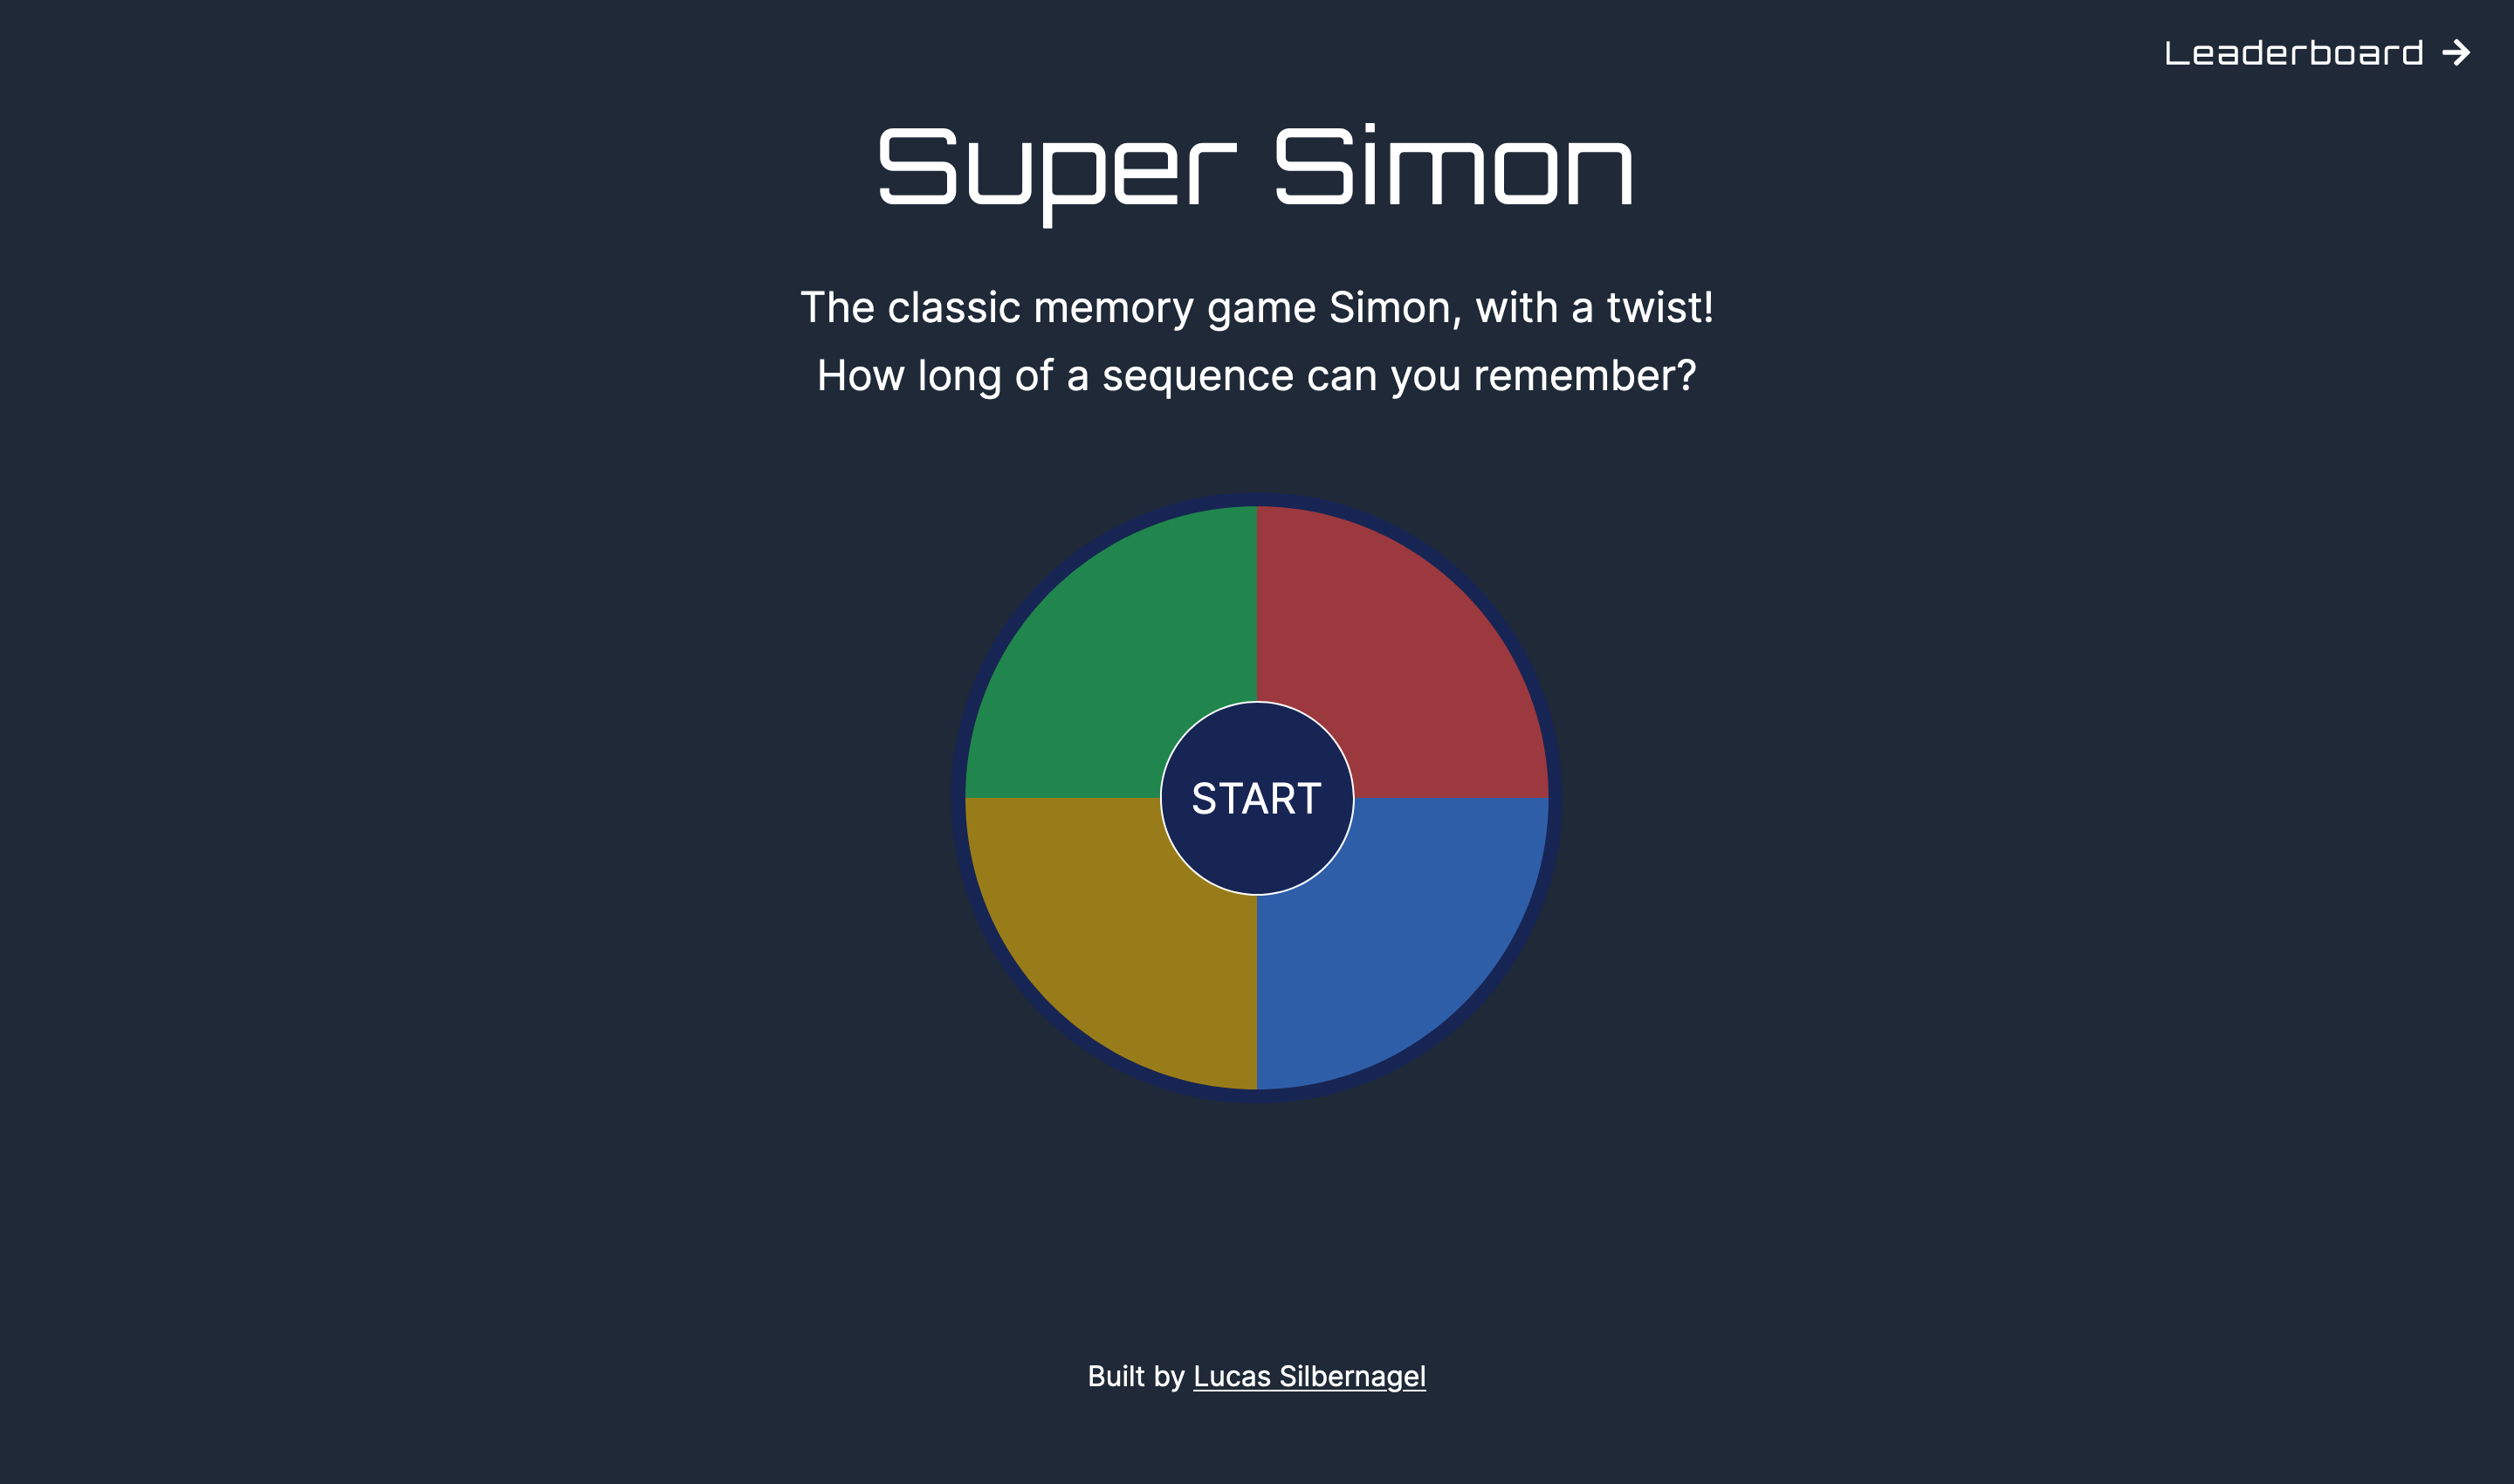 Leaderboard
Super Simon
The classic memory game Simon, with a twist!
How long of a sequence can you remember?
START
Built by Lucas Silbernagel